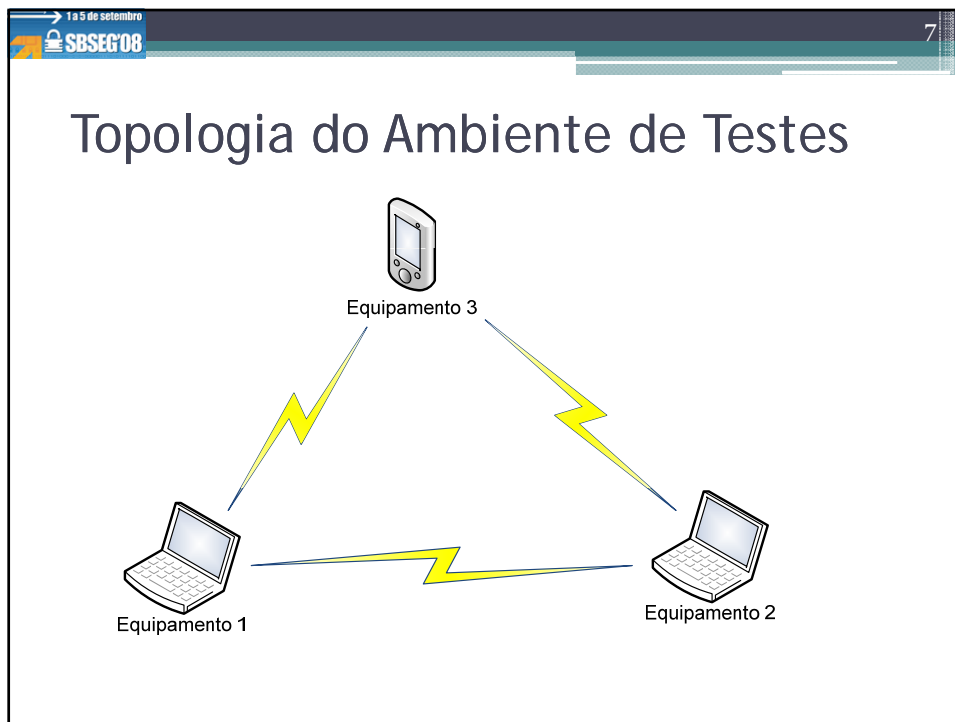 1 a 5 de setembro
SBSEG'08
7
Topologia do Ambiente de Testes
Equipamento 3
Equipamento 1
Equipamento 2